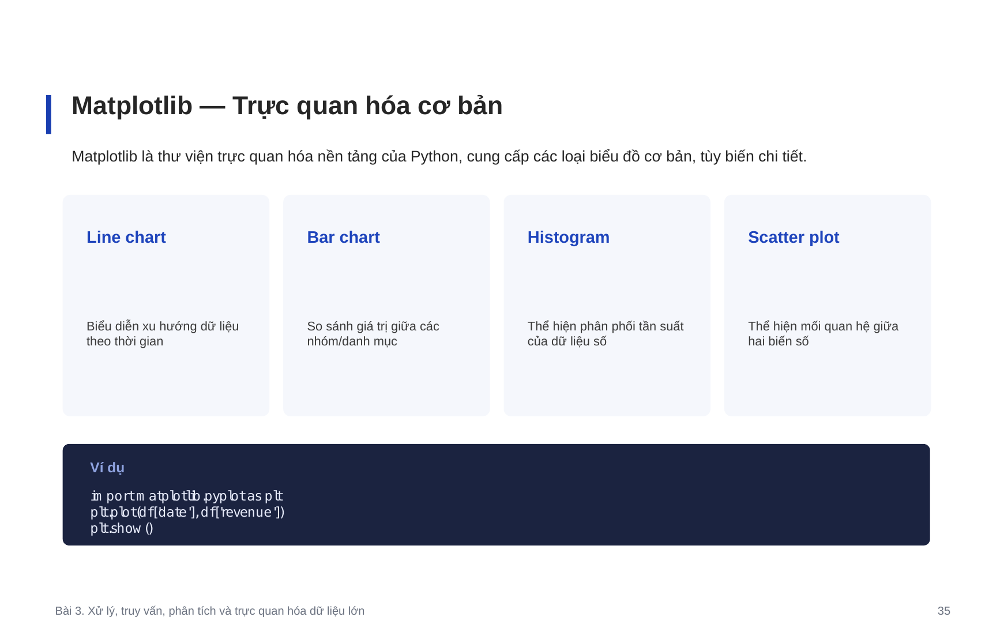 Matplotlib — Trực quan hóa cơ bản
Matplotlib là thư viện trực quan hóa nền tảng của Python, cung cấp các loại biểu đồ cơ bản, tùy biến chi tiết.
Line chart
Biểu diễn xu hướng dữ liệu
theo thời gian
Bar chart
So sánh giá trị giữa các
nhóm/danh mục
Histogram
Thể hiện phân phối tần suất
của dữ liệu số
Scatter plot
Thể hiện mối quan hệ giữa
hai biến số
Ví dụ
import matplotlib.pyplot as plt
plt.plot(df['date'], df['revenue'])
plt.show()
Bài 3. Xử lý, truy vấn, phân tích và trực quan hóa dữ liệu lớn
35